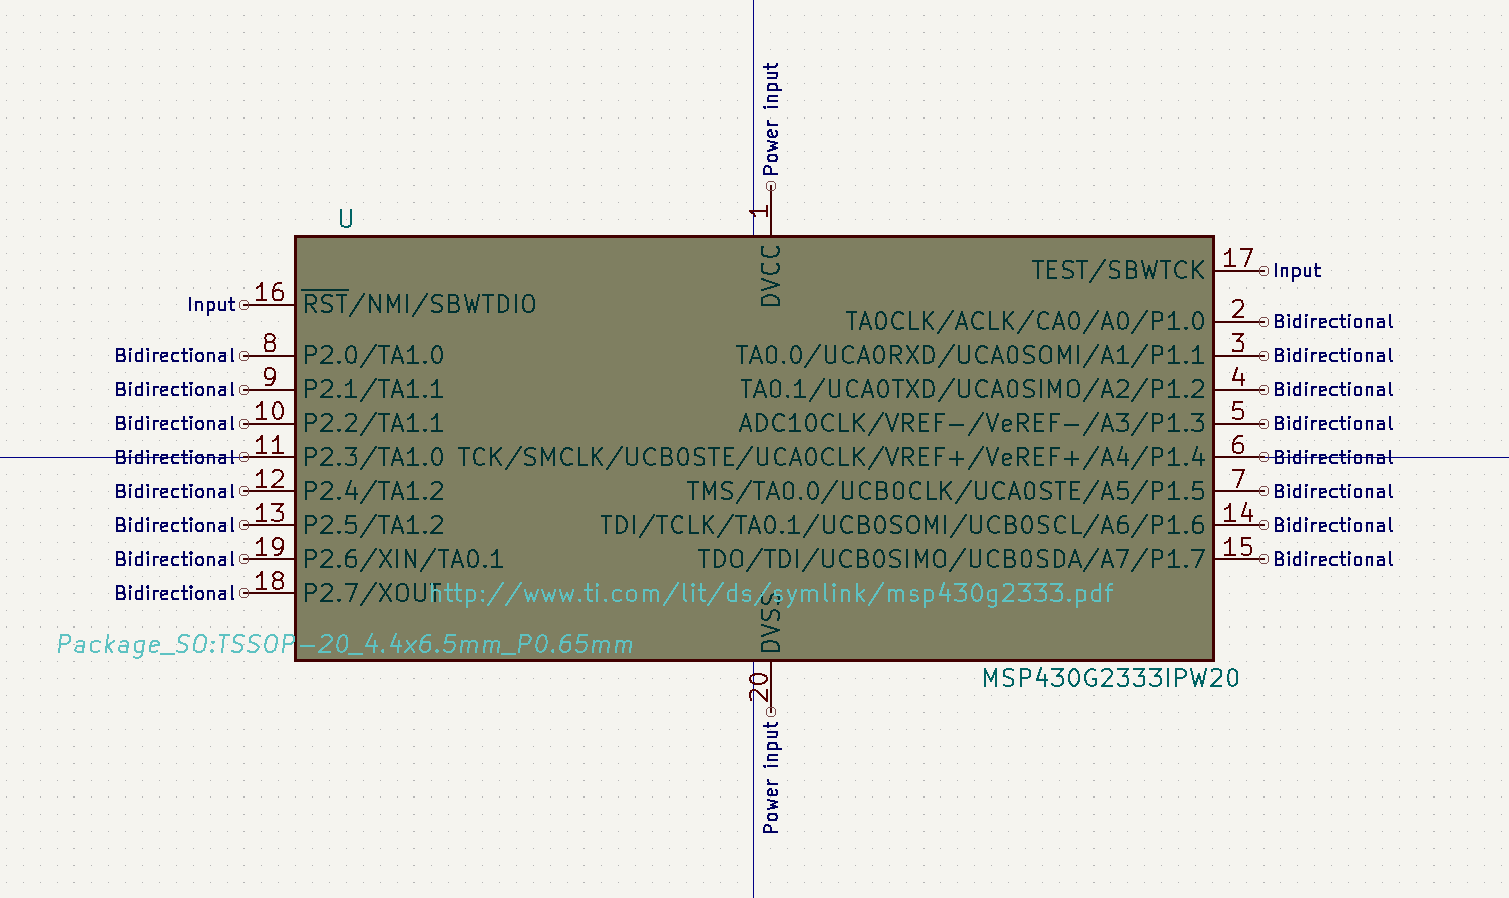 Power input
1
DVCC
U
16
Input
RST/NMI/SBWTDIO
8
Bidirectional
P2.0/TA1.0
9
Bidirectional
P2.1/TA1.1
10
Bidirectional
P2.2/TA1.1
11
Bidirectional
P2.3/TA1.0
12
Bidirectional
P2.4/TA1.2
13
Bidirectional
P2.5/TA1.2
19
Bidirectional
P2.6/XIN/TA0.1
18
Bidirectional
P2.7/XOUT
TEST/SBWTCK
17
Input
TA0CLK/ACLK/CA0/A0/P1.0
2
Bidirectional
TA0.0/UCA0RXD/UCA0SOMI/A1/P1.1
3
Bidirectional
TA0.1/UCA0TXD/UCA0SIMO/A2/P1.2
4
Bidirectional
ADC10CLK/VREF-/VeREF-/A3/P1.3
5
Bidirectional
TCK/SMCLK/UCB0STE/UCA0CLK/VREF+/VeREF+/A4/P1.4
6
Bidirectional
TMS/TA0.0/UCB0CLK/UCA0STE/A5/P1.5
7
Bidirectional
TDI/TCLK/TA0.1/UCB0SOMI/UCB0SCL/A6/P1.6
14
Bidirectional
TDO/TDI/UCB0SIMO/UCB0SDA/A7/P1.7
15
Bidirectional
http://www.ti.com/lit/ds/symlink/msp430g2333.pdf
Package_SO:TSSOP-20_4.4x6.5mm_P0.65mm
DVSS
20
Power input
MSP430G2333IPW20